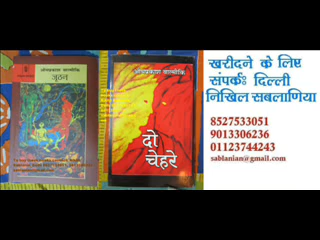 ओमप्रकाश वाल्मीकि
जूठन
ओमप्रकाश वाल्मीकि
दो
चेहरे
खरीदने के लिए
संपर्कः दिल्ली
निखिल सबलाणिया
8527533051
9013306236
01123744243
sablanian@gmail.com